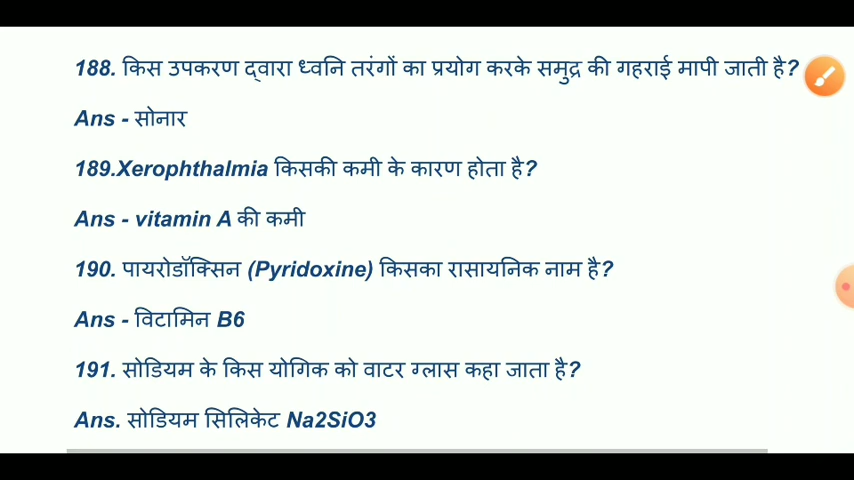 188. किस उपकरण द्वारा ध्वनि तरंगों का प्रयोग करके समुद्र की गहराई मापी जाती है?
Ans - सोनार
189.Xerophthalmia किसकी कमी के कारण होता है?
Ans - vitamin A की कमी
190. पायरोडॉक्सिन (Pyridoxine) किसका रासायनिक नाम है?
Ans - विटामिन B6
191. सोडियम के किस योगिक को वाटर ग्लास कहा जाता है?
Ans. सोडियम सिलिकेट Na2SiO3